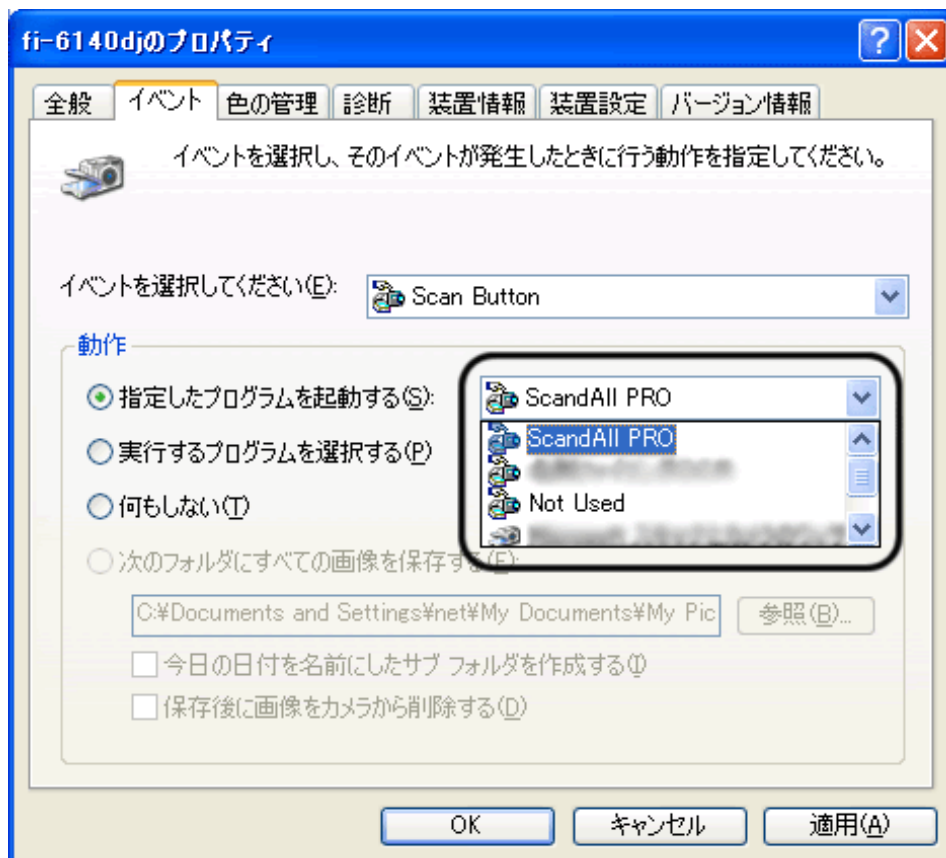 fi-6140djのプロパティ
全般 イベント 色の管理 診断 装置情報 装置設定 バージョン情報
イベントを選択し、そのイベントが発生したときに行う動作を指定してください。
イベントを選択してください(E): Scan Button
動作
指定したプログラムを起動する(S): ScandAll PRO
ScandAll PRO
実行するプログラムを選択する(P)
何もしない(T) Not Used
次のフォルダにすべての画像を保存する(F):
C:¥Documents and Settings¥net¥My Documents¥My Pic 参照(B)...
今日の日付を名前にしたサブ フォルダを作成する(I)
保存後に画像をカメラから削除する(D)
OK キャンセル 適用(A)